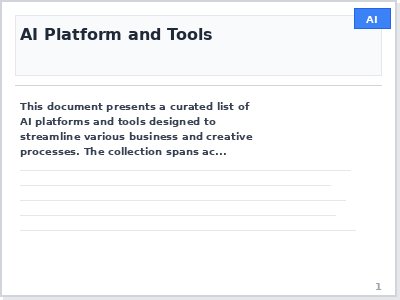 AI
AI Platform and Tools
This document presents a curated list of
AI platforms and tools designed to
streamline various business and creative
processes. The collection spans ac...
1